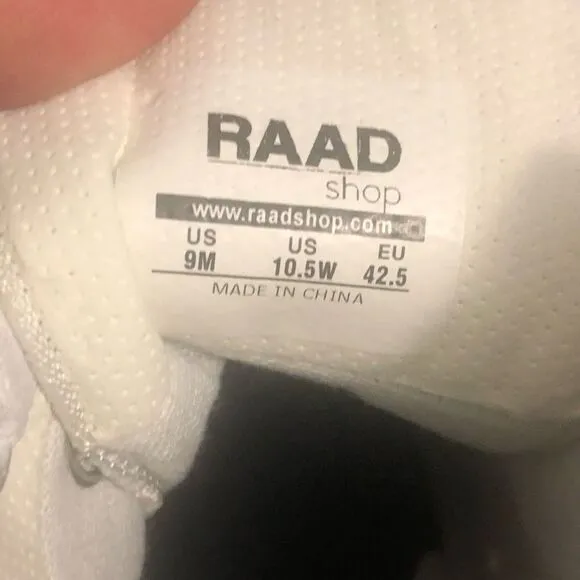 RAAD
shop
www.raadshop.com
US US EU
9M 10.5W 42.5
MADE IN CHINA